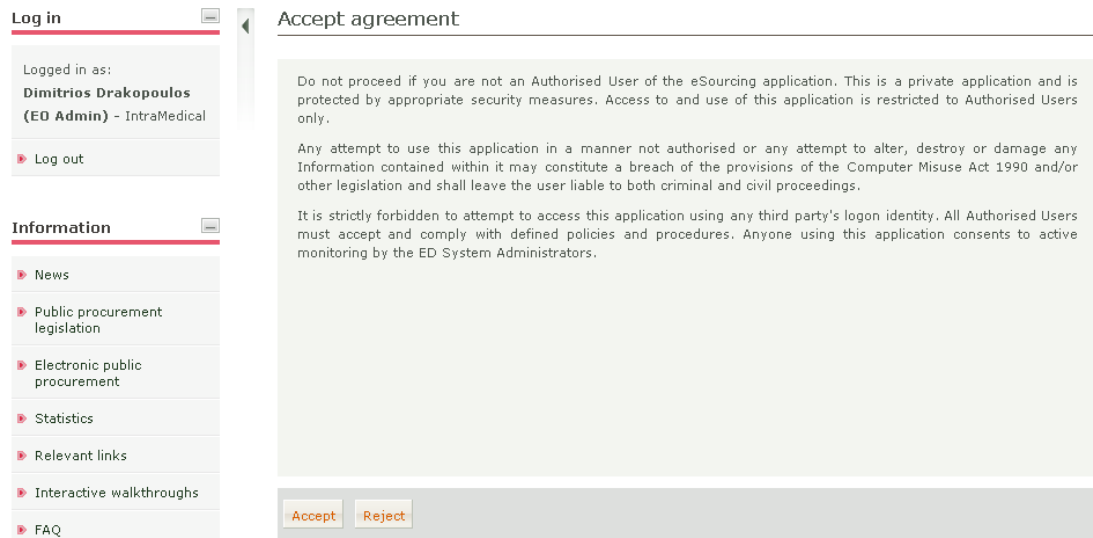 Log in
Logged in as:
Dimitrios Drakopoulos
(EO Admin) - IntraMedical
Log out
Information
News
Public procurement
legislation
Electronic public
procurement
Statistics
Relevant links
Interactive walkthroughs
FAQ
Accept agreement
Do not proceed if you are not an Authorised User of the eSourcing application. This is a private application and is
protected by appropriate security measures. Access to and use of this application is restricted to Authorised Users
only.
Any attempt to use this application in a manner not authorised or any attempt to alter, destroy or damage any
Information contained within it may constitute a breach of the provisions of the Computer Misuse Act 1990 and/or
other legislation and shall leave the user liable to both criminal and civil proceedings.
It is strictly forbidden to attempt to access this application using any third party's logon identity. All Authorised Users
must accept and comply with defined policies and procedures. Anyone using this application consents to active
monitoring by the ED System Administrators.
Accept Reject